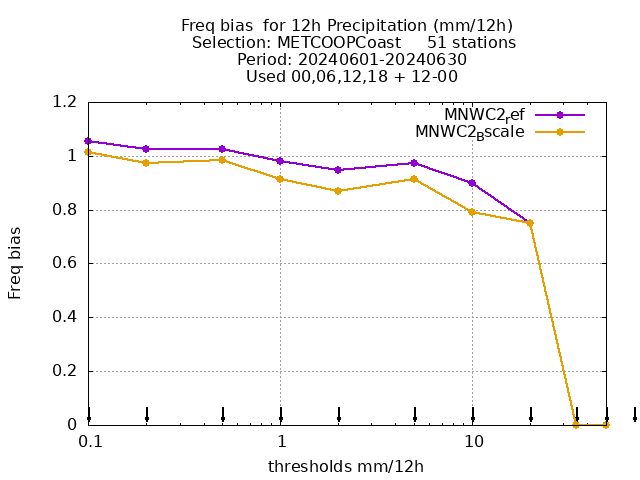 Freq bias  for 12h Precipitation (mm/12h)
Selection: METCOOPCoast     51 stations
Period: 20240601-20240630
Used 00,06,12,18 + 12-00
MNWC2ref
MNWC2Bscale
1.2
1
0.8
0.6
0.4
0.2
0
Freq bias
0.1 1 10
thresholds mm/12h